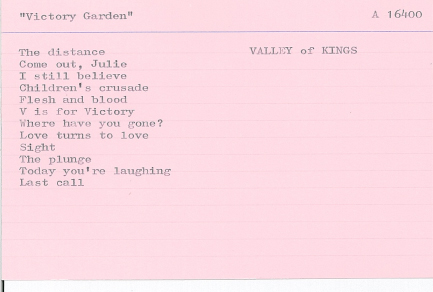 "Victory Garden" A 16400
The distance VALLEY of KINGS
Come out, Julie
I still believe
Children's crusade
Flesh and blood
V is for Victory
Where have you gone?
Love turns to love
Sight
The plunge
Today you're laughing
Last call